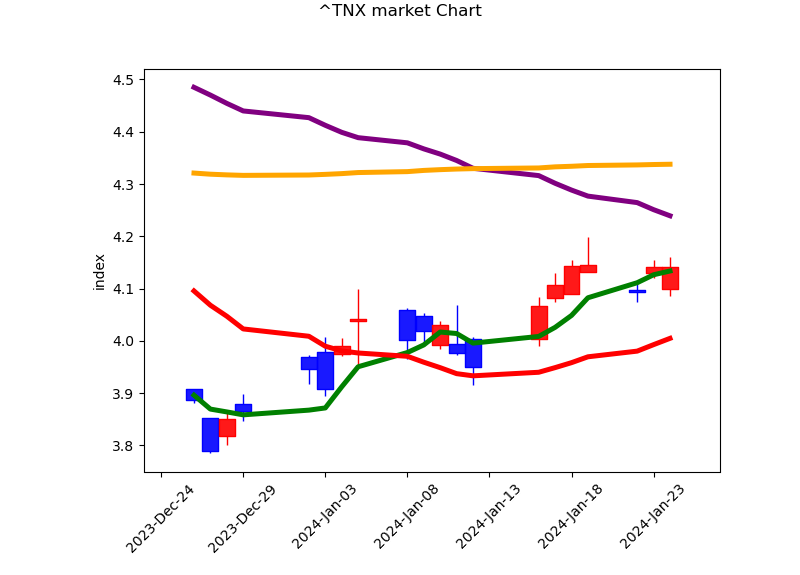 ^TNX market Chart
4.5
4.4
4.3
4.2
4.1
4.0
3.9
3.8
index
2023-Dec-24
2023-Dec-29
2024-Jan-03
2024-Jan-08
2024-Jan-13
2024-Jan-18
2024-Jan-23